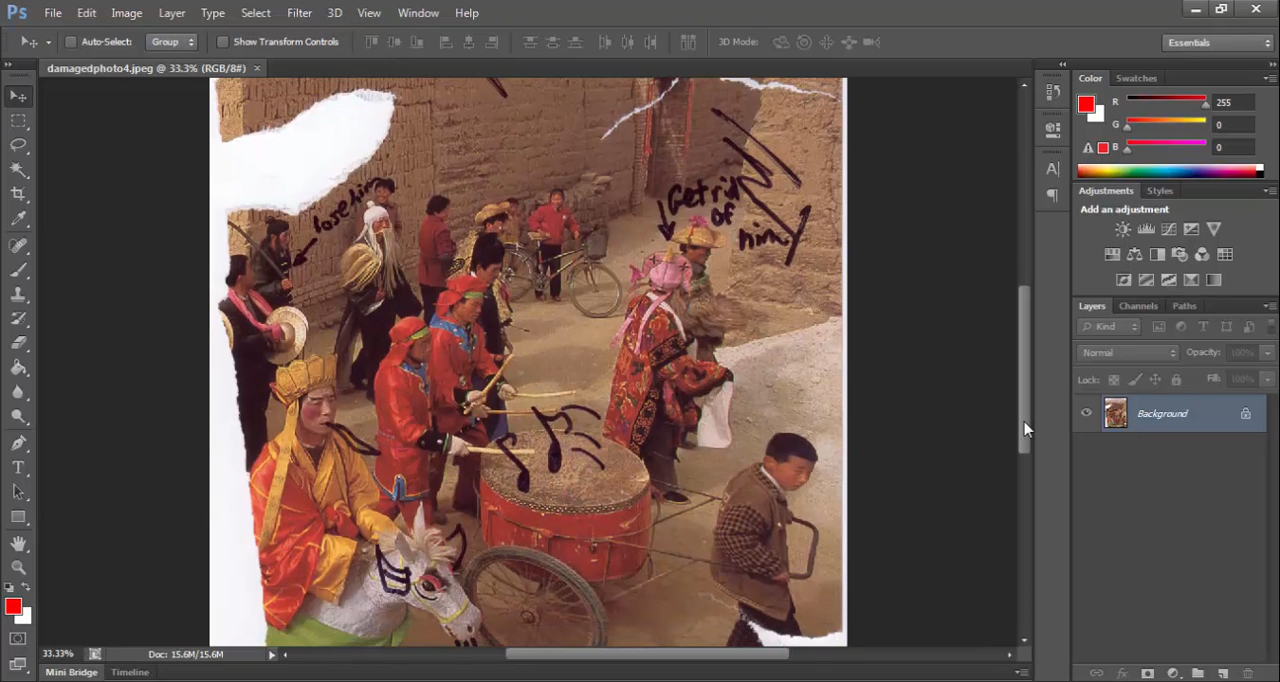 Ps File Edit Image Layer Type Select Filter 3D View Window Help
Auto-Select: Group Show Transform Controls 3D Mode: Essentials
damagedphoto4.jpeg @ 33.3% (RGB/8#) ×
Color Swatches
R 255
G 0
B 0
Adjustments Styles
Add an adjustment
Layers Channels Paths
Kind
Normal Opacity: 100%
Lock: Fill: 100%
Background
lose him
Get rid
of
him
33.33% Doc: 15.6M/15.6M
Mini Bridge Timeline